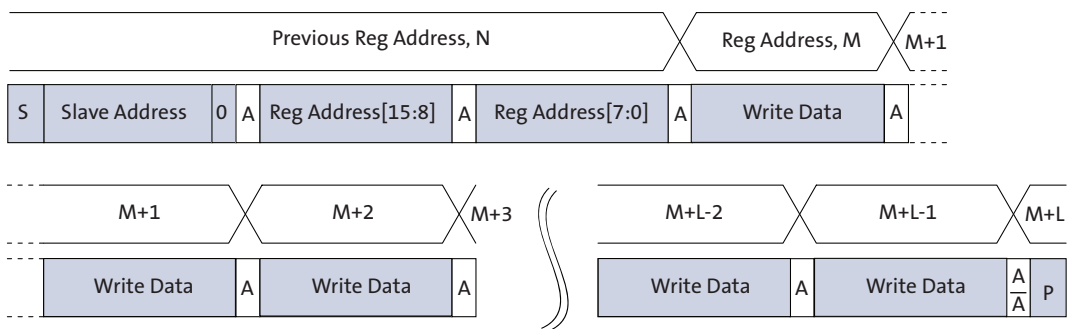 Previous Reg Address, N Reg Address, M M+1
S Slave Address 0 A Reg Address[15:8] A Reg Address[7:0] A Write Data A
M+1 M+2 M+3 M+L-2 M+L-1 M+L
Write Data A Write Data A Write Data A Write Data A/A̅ P